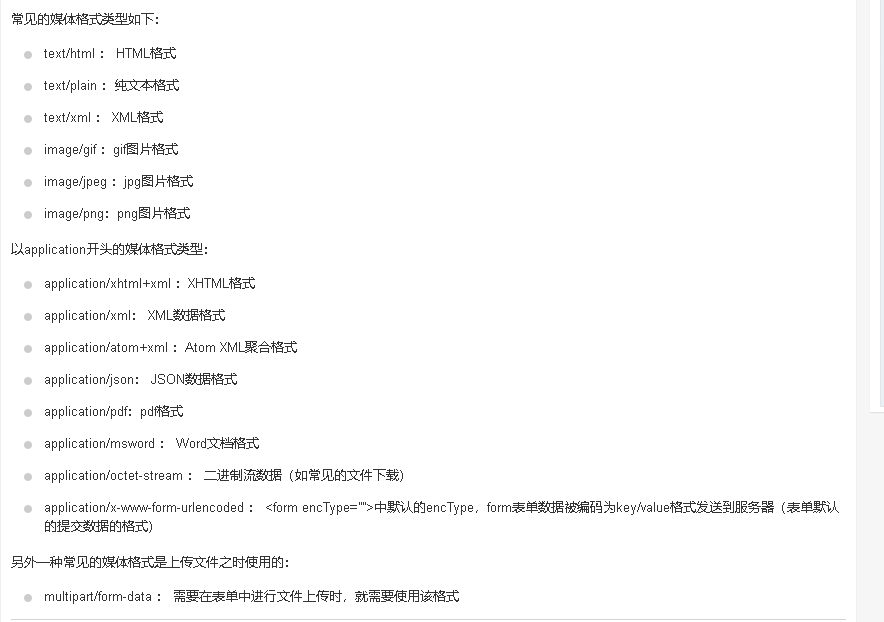 常见的媒体格式类型如下：
text/html ： HTML格式
text/plain ：纯文本格式
text/xml ： XML格式
image/gif ：gif图片格式
image/jpeg ：jpg图片格式
image/png：png图片格式
以application开头的媒体格式类型：
application/xhtml+xml ：XHTML格式
application/xml： XML数据格式
application/atom+xml ：Atom XML聚合格式
application/json： JSON数据格式
application/pdf：pdf格式
application/msword ： Word文档格式
application/octet-stream ： 二进制流数据（如常见的文件下载）
application/x-www-form-urlencoded ： <form encType="">中默认的encType，form表单数据被编码为key/value格式发送到服务器（表单默认
的提交数据的格式）
另外一种常见的媒体格式是上传文件之时使用的：
multipart/form-data ： 需要在表单中进行文件上传时，就需要使用该格式